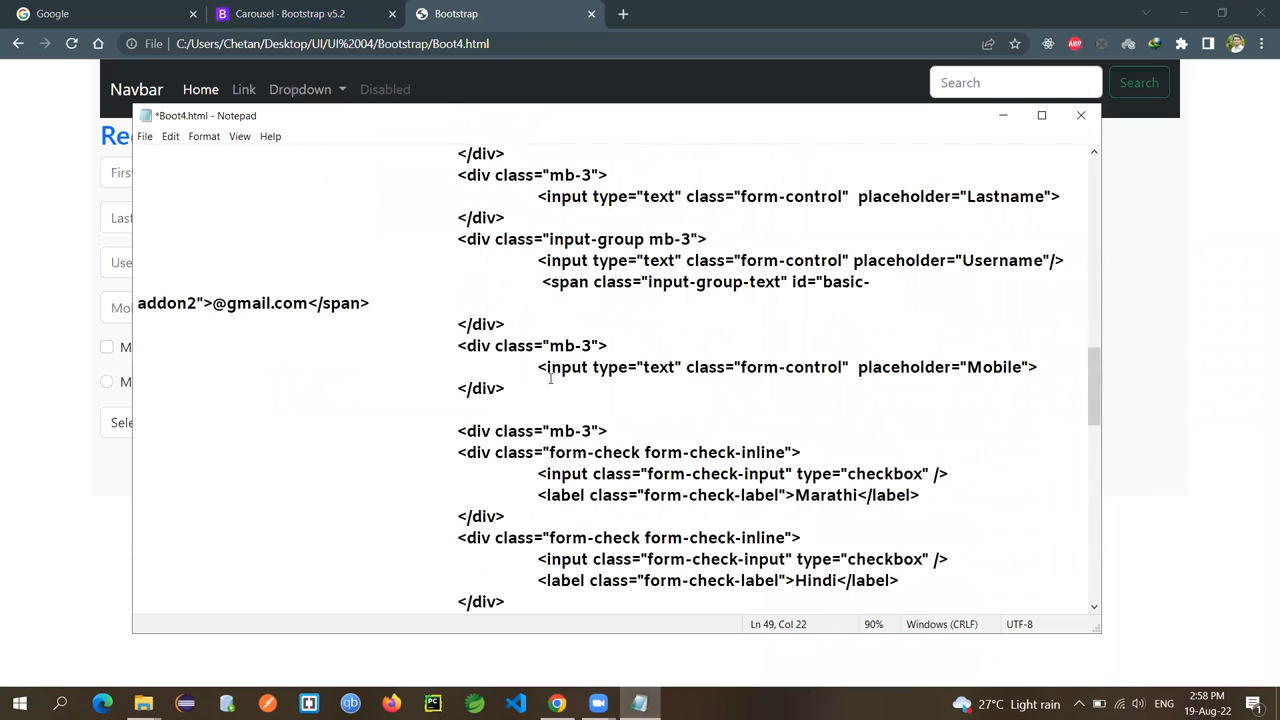 Google
Carousel · Bootstrap v5.2
Bootstrap
File C:/Users/Chetan/Desktop/UI/UI%2004/Bootstrap/Boot4.html
ABP
Navbar Home Link Dropdown Disabled
Search Search
*Boot4.html - Notepad
File Edit Format View Help
</div>
<div class="mb-3">
<input type="text" class="form-control"  placeholder="Lastname">
</div>
<div class="input-group mb-3">
<input type="text" class="form-control" placeholder="Username"/>
<span class="input-group-text" id="basic-
addon2">@gmail.com</span>
</div>
<div class="mb-3">
<input type="text" class="form-control"  placeholder="Mobile">
</div>
<div class="mb-3">
<div class="form-check form-check-inline">
<input class="form-check-input" type="checkbox" />
<label class="form-check-label">Marathi</label>
</div>
<div class="form-check form-check-inline">
<input class="form-check-input" type="checkbox" />
<label class="form-check-label">Hindi</label>
</div>
Re
Firs
Las
Use
Mo
M
M
Sele
Ln 49, Col 22 90% Windows (CRLF) UTF-8
27°C Light rain ENG 2:58 PM
19-Aug-22